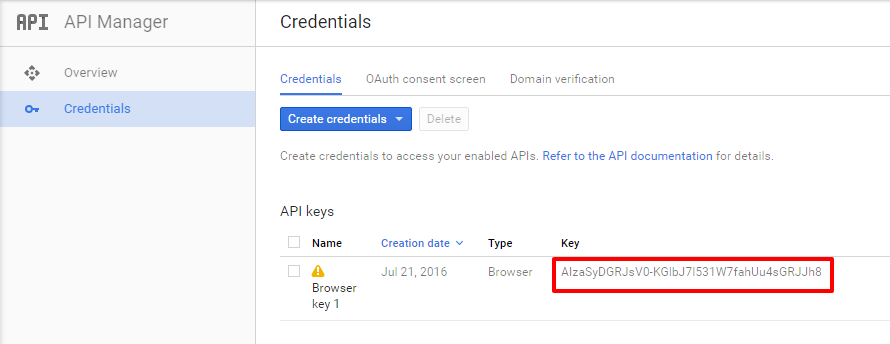 API API Manager
Credentials
Overview
Credentials
Credentials OAuth consent screen Domain verification
Create credentials Delete
Create credentials to access your enabled APIs. Refer to the API documentation for details.
API keys
Name Creation date Type Key
Browser key 1 Jul 21, 2016 Browser AIzaSyDGRJsV0-KGlbJ7I531W7fahUu4sGRJJh8